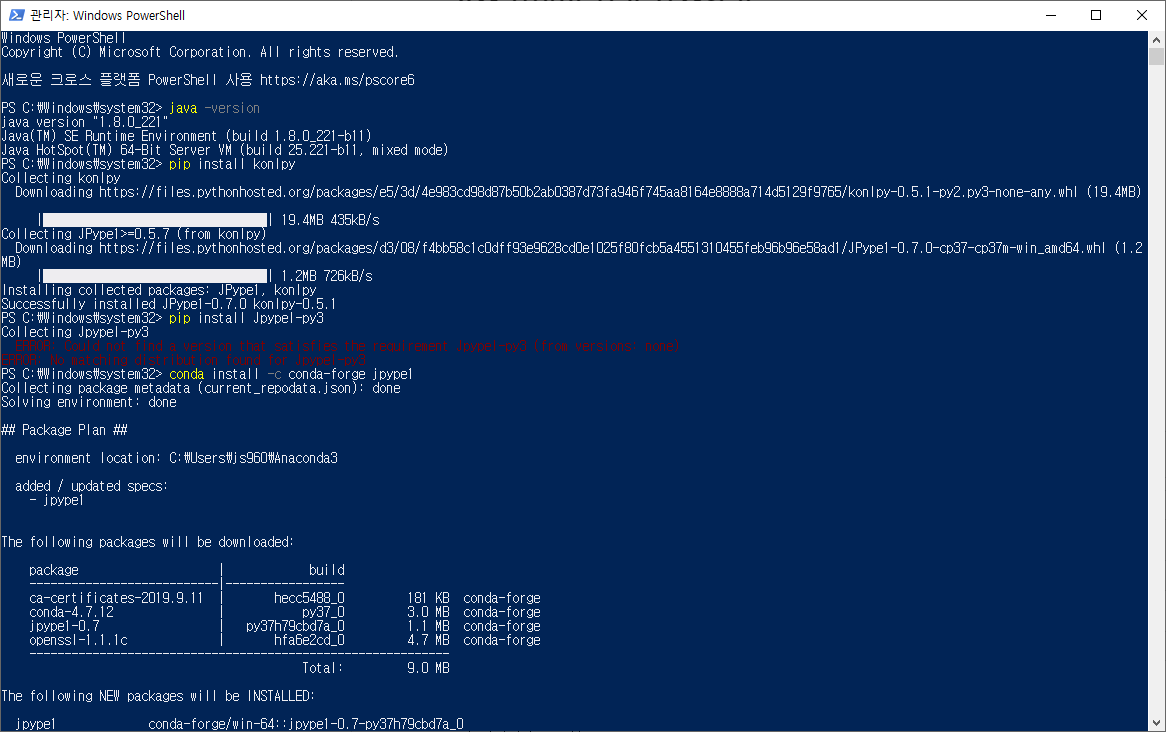 관리자: Windows PowerShell
Windows PowerShell
Copyright (C) Microsoft Corporation. All rights reserved.
새로운 크로스 플랫폼 PowerShell 사용 https://aka.ms/pscore6
PS C:₩Windows₩system32> java -version
java version "1.8.0_221"
Java(TM) SE Runtime Environment (build 1.8.0_221-b11)
Java HotSpot(TM) 64-Bit Server VM (build 25.221-b11, mixed mode)
PS C:₩Windows₩system32> pip install konlpy
Collecting konlpy
Downloading https://files.pythonhosted.org/packages/e5/3d/4e983cd98d87b50b2ab0387d73fa946f745aa8164e8888a714d5129f9765/konlpy-0.5.1-py2.py3-none-any.whl (19.4MB)
|████████████████████████████████| 19.4MB 435kB/s
Collecting JPype1>=0.5.7 (from konlpy)
Downloading https://files.pythonhosted.org/packages/d3/08/f4bb58c1c0dff93e9628cd0e1025f80fcb5a4551310455feb96b96e58ad1/JPype1-0.7.0-cp37-cp37m-win_amd64.whl (1.2
MB)
|████████████████████████████████| 1.2MB 726kB/s
Installing collected packages: JPype1, konlpy
Successfully installed JPype1-0.7.0 konlpy-0.5.1
PS C:₩Windows₩system32> pip install Jpype1-py3
Collecting Jpype1-py3
ERROR: Could not find a version that satisfies the requirement Jpype1-py3 (from versions: none)
ERROR: No matching distribution found for Jpype1-py3
PS C:₩Windows₩system32> conda install -c conda-forge jpype1
Collecting package metadata (current_repodata.json): done
Solving environment: done
## Package Plan ##
environment location: C:₩Users₩js960₩Anaconda3
added / updated specs:
- jpype1
The following packages will be downloaded:
package | build
---------------------------|-----------------
ca-certificates-2019.9.11 | hecc5488_0 181 KB conda-forge
conda-4.7.12 | py37_0 3.0 MB conda-forge
jpype1-0.7 | py37h79cbd7a_0 1.1 MB conda-forge
openssl-1.1.1c | hfa6e2cd_0 4.7 MB conda-forge
------------------------------------------------------------
Total: 9.0 MB
The following NEW packages will be INSTALLED:
jpype1 conda-forge/win-64::jpype1-0.7-py37h79cbd7a_0